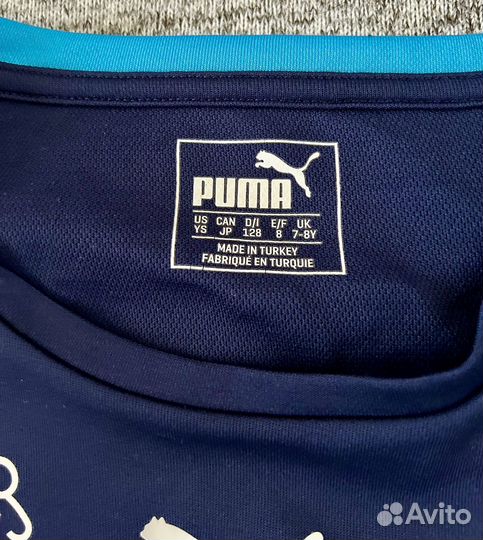 PUMA
US CAN D/I E/F UK
YS JP 128 8 7-8Y
MADE IN TURKEY
FABRIQUÉ EN TURQUIE
Avito